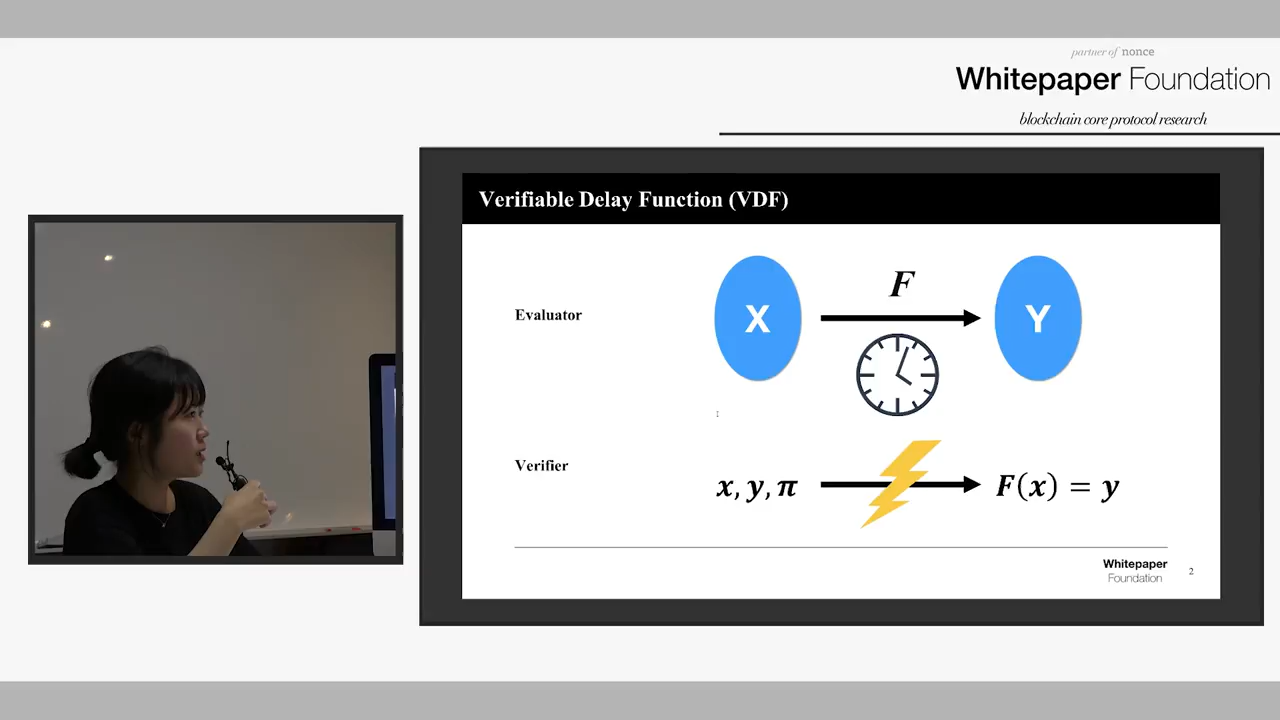 partner of nonce
Whitepaper Foundation
blockchain core protocol research
Verifiable Delay Function (VDF)
F
Evaluator
X
Y
Verifier
x, y, π
F(x) = y
Whitepaper
Foundation
2